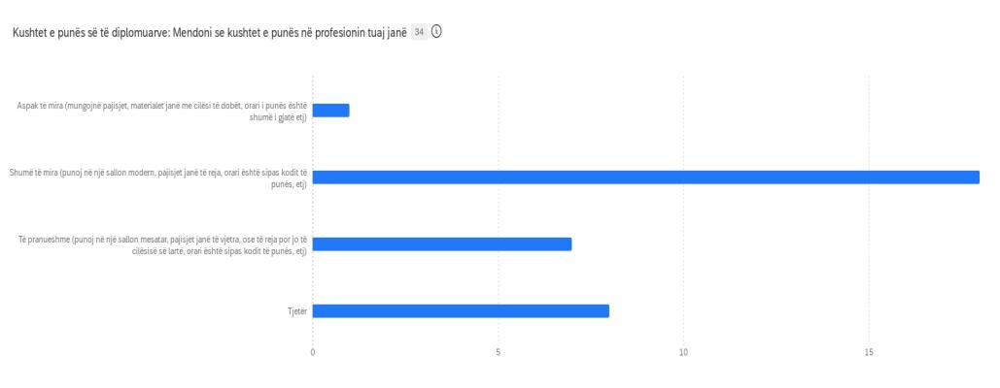 Kushtet e punës së të diplomuarve: Mendoni se kushtet e punës në profesionin tuaj janë 34
Aspak të mira (mungojnë pajisjet, materialet janë me cilësi të dobët, orari i punës është
shumë i gjatë etj)
Shumë të mira (punoj në një sallon modern, pajisjet janë të reja, orari është sipas kodit të
punës, etj)
Të pranueshme (punoj në një sallon mesatar, pajisjet janë të vjetra, ose të reja por jo të
cilësisë së lartë, orari është sipas kodit të punës, etj)
Tjetër
0 5 10 15